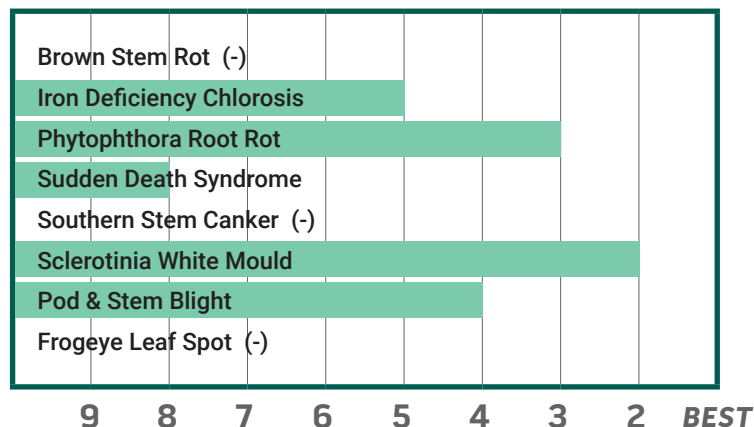 Brown Stem Rot (-)
Iron Deficiency Chlorosis
Phytophthora Root Rot
Sudden Death Syndrome
Southern Stem Canker (-)
Sclerotinia White Mould
Pod & Stem Blight
Frogeye Leaf Spot (-)
9 8 7 6 5 4 3 2 BEST